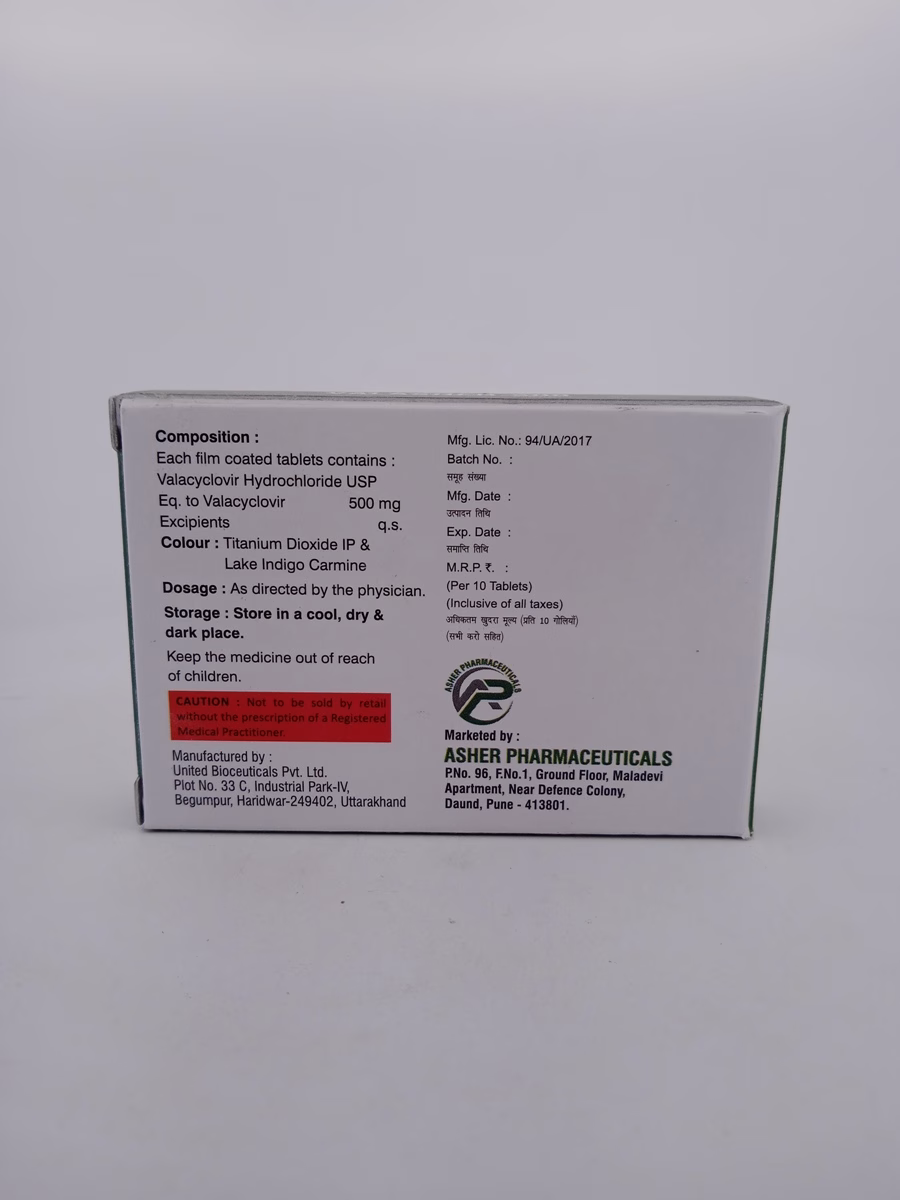 Composition :
Each film coated tablets contains :
Valacyclovir Hydrochloride USP
Eq. to Valacyclovir 500 mg
Excipients q.s.
Colour : Titanium Dioxide IP &
Lake Indigo Carmine
Dosage : As directed by the physician.
Storage : Store in a cool, dry &
dark place.
Keep the medicine out of reach
of children.
CAUTION : Not to be sold by retail
without the prescription of a Registered
Medical Practitioner.
Manufactured by :
United Bioceuticals Pvt. Ltd.
Plot No. 33 C, Industrial Park-IV,
Begumpur, Haridwar-249402, Uttarakhand
Mfg. Lic. No.: 94/UA/2017
Batch No. :
समूह संख्या
Mfg. Date :
उत्पादन तिथि
Exp. Date :
समाप्ति तिथि
M.R.P. ₹. :
(Per 10 Tablets)
(Inclusive of all taxes)
अधिकतम खुदरा मूल्य (प्रति 10 गोलियाँ)
(सभी करो सहित)
ASHER PHARMACEUTICALS
Marketed by :
ASHER PHARMACEUTICALS
P.No. 96, F.No.1, Ground Floor, Maladevi
Apartment, Near Defence Colony,
Daund, Pune - 413801.